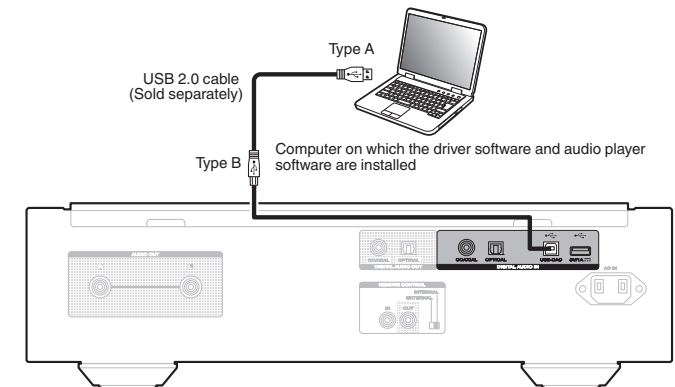 Type A
USB 2.0 cable
(Sold separately)
Type B
Computer on which the driver software and audio player
software are installed
AUDIO OUT
COAXIAL OPTICAL
DIGITAL AUDIO OUT
COAXIAL OPTICAL USB-DAC 5V/1A
DIGITAL AUDIO IN
AC IN
REMOTE CONTROL
INTERNAL
EXTERNAL
IN OUT